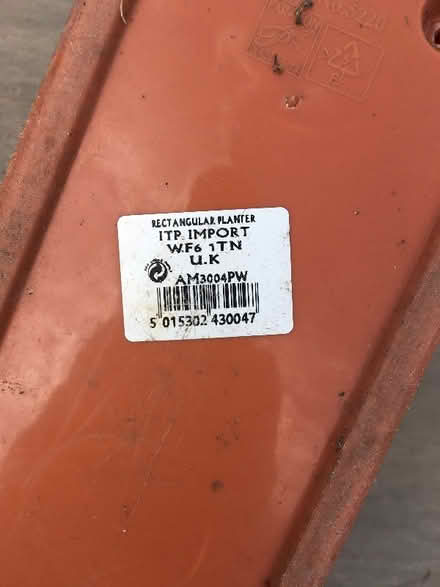 RECTANGULAR PLANTER
ITP IMPORT
WF6 1TN
U.K
AM3004PW
5 015302 430047